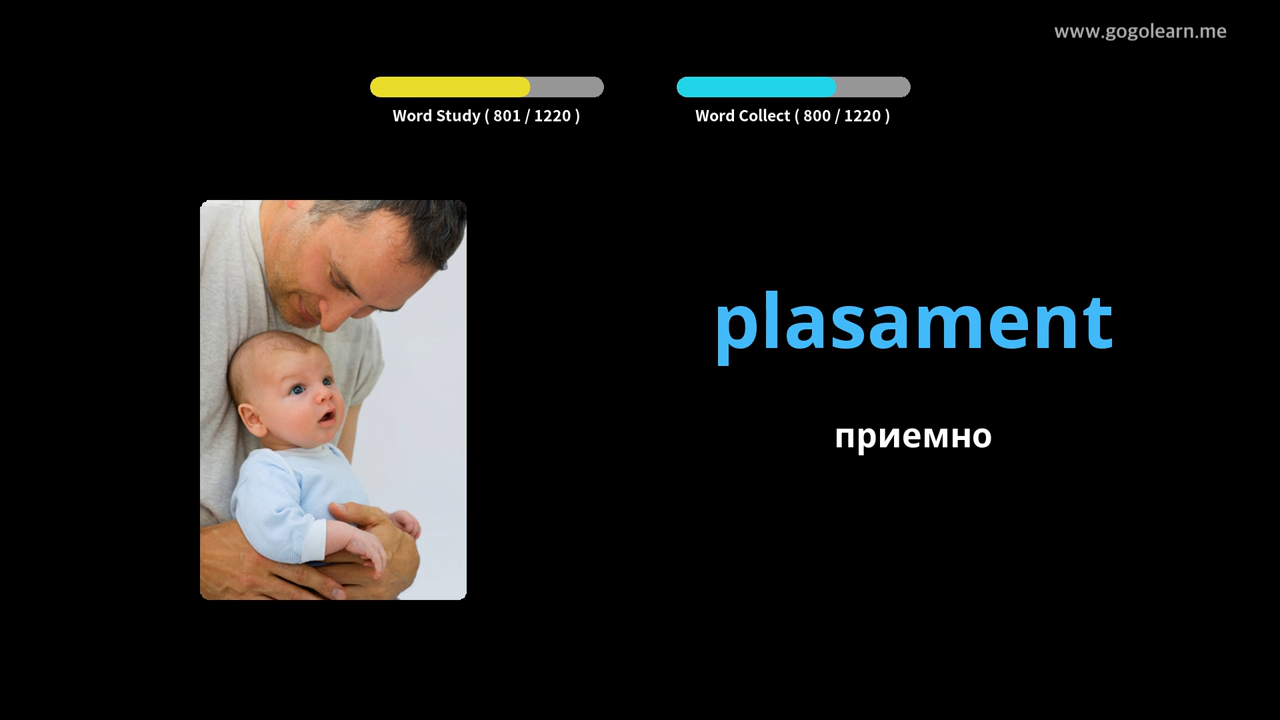 www.gogolearn.me
Word Study ( 801 / 1220 )
Word Collect ( 800 / 1220 )
plasament
приемно